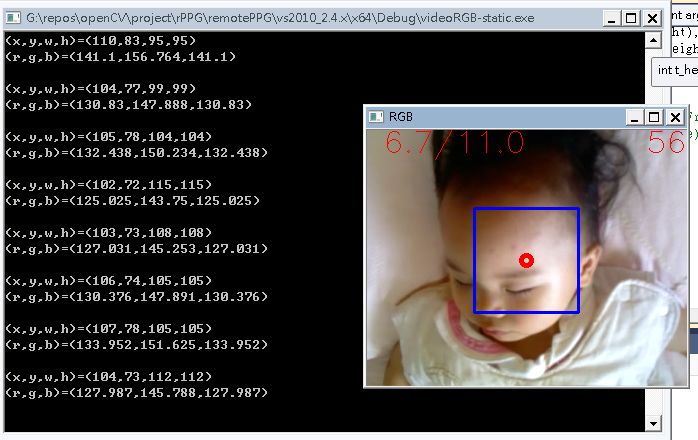 G:\repos\openCV\project\rPPG\remotePPG\vs2010_2.4.x\x64\Debug\videoRGB-static.exe
(x,y,w,h)=(110,83,95,95)
(r,g,b)=(141.1,156.764,141.1)
(x,y,w,h)=(104,77,99,99)
(r,g,b)=(130.83,147.888,130.83)
(x,y,w,h)=(105,78,104,104)
(r,g,b)=(132.438,150.234,132.438)
(x,y,w,h)=(102,72,115,115)
(r,g,b)=(125.025,143.75,125.025)
(x,y,w,h)=(103,73,108,108)
(r,g,b)=(127.031,145.253,127.031)
(x,y,w,h)=(106,74,105,105)
(r,g,b)=(130.376,147.891,130.376)
(x,y,w,h)=(107,78,105,105)
(r,g,b)=(133.952,151.625,133.952)
(x,y,w,h)=(104,73,112,112)
(r,g,b)=(127.987,145.788,127.987)
RGB
6.7/11.0 56
nt arg
ht),
eigh
int t_he